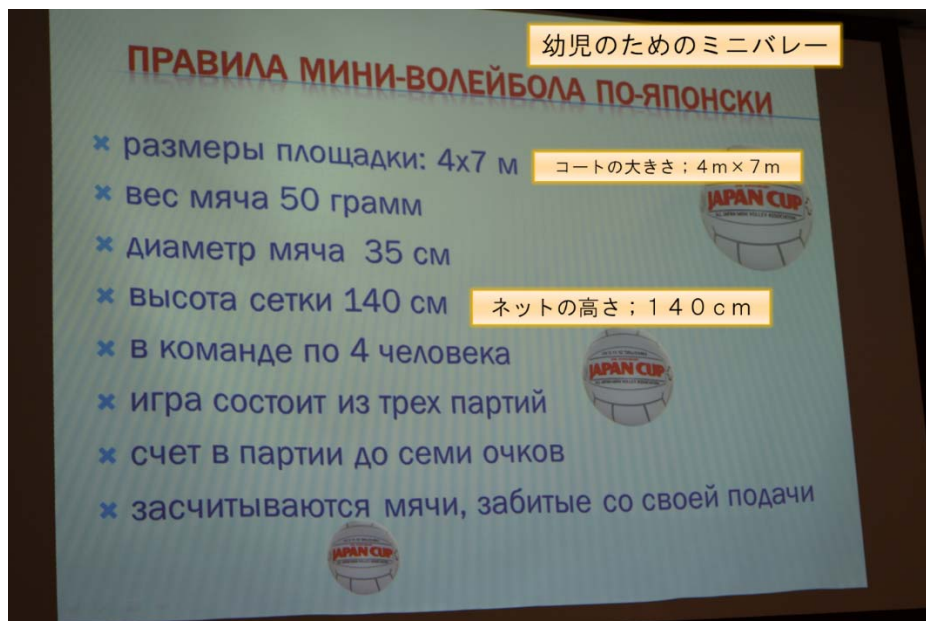 幼児のためのミニバレー
ПРАВИЛА МИНИ-ВОЛЕЙБОЛА ПО-ЯПОНСКИ
размеры площадки: 4х7 м
コートの大きさ；４ｍ×７ｍ
вес мяча 50 грамм
JAPAN CUP
диаметр мяча 35 см
высота сетки 140 см
ネットの高さ；１４０ｃｍ
в команде по 4 человека
JAPAN CUP
игра состоит из трех партий
счет в партии до семи очков
засчитываются мячи, забитые со своей подачи
JAPAN CUP